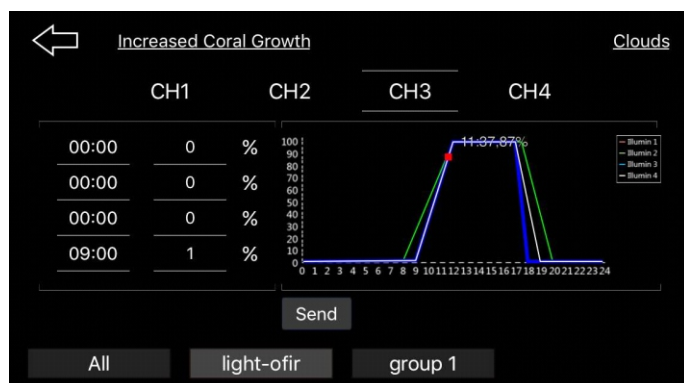 Increased Coral Growth Clouds
CH1 CH2 CH3 CH4
00:00 0 %
00:00 0 %
00:00 0 %
09:00 1 %
100
90
80
70
60
50
40
30
20
10
0
11:37,87%
0 1 2 3 4 5 6 7 8 9 10 11 12 13 14 15 16 17 18 19 20 21 22 23 24
Illumin 1
Illumin 2
Illumin 3
Illumin 4
Send
All light-ofir group 1